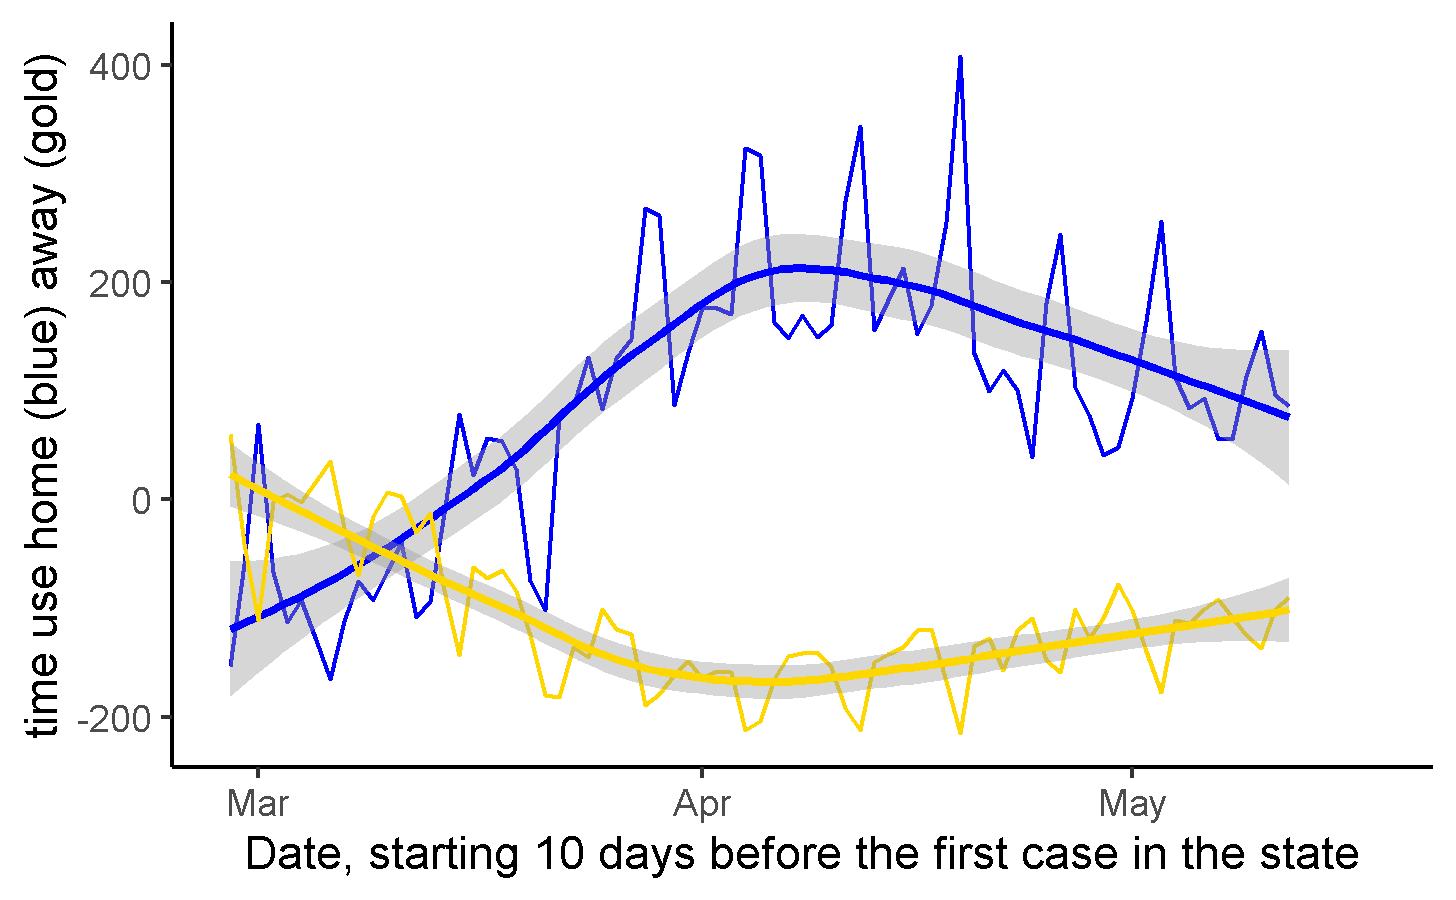 time use home (blue) away (gold)
400
200
0
-200
Mar Apr May
Date, starting 10 days before the first case in the state